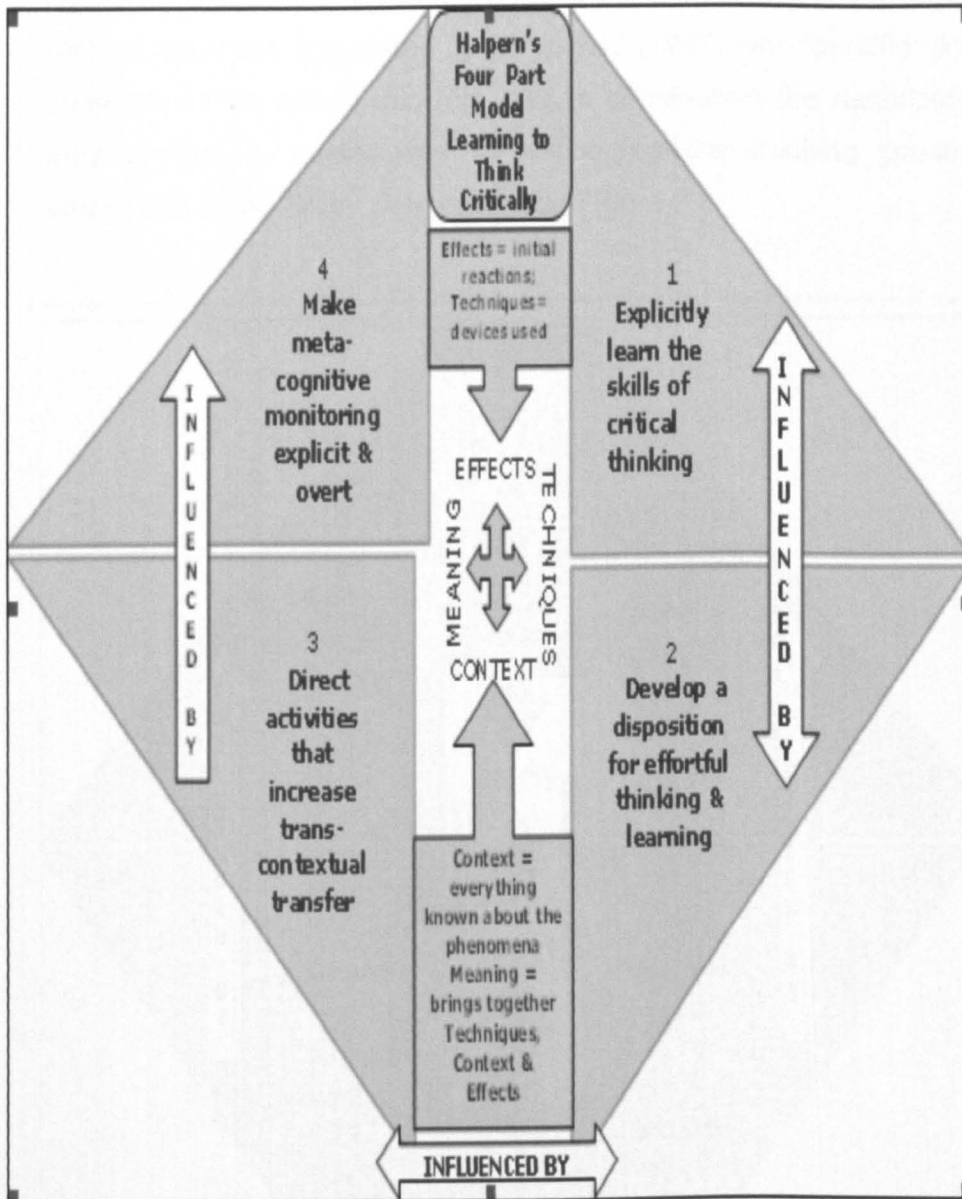 Halpern's
Four Part
Model
Learning to
Think
Critically
Effects = initial
reactions;
Techniques =
devices used
4
Make
meta-
cognitive
monitoring
explicit &
overt
1
Explicitly
learn the
skills of
critical
thinking
INFLUENCED BY
INFLUENCED BY
EFFECTS
TECHNIQUES
MEANING
CONTEXT
3
Direct
activities
that
increase
trans-
contextual
transfer
2
Develop a
disposition
for effortful
thinking &
learning
Context =
everything
known about the
phenomena
Meaning =
brings together
Techniques,
Context &
Effects
INFLUENCED BY